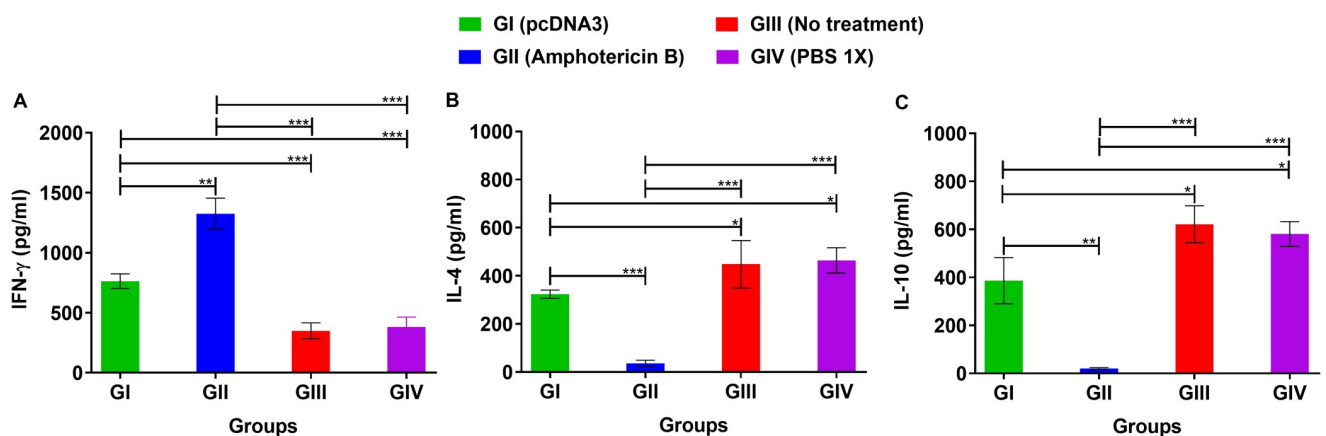 GI (pcDNA3)
GIII (No treatment)
GII (Amphotericin B)
GIV (PBS 1X)
A
IFN-γ (pg/ml)
2000
1500
1000
500
0
***
***
***
***
**
GI
GII
GIII
GIV
Groups
B
IL-4 (pg/ml)
1000
800
600
400
200
0
***
***
*
*
***
GI
GII
GIII
GIV
Groups
C
IL-10 (pg/ml)
1000
800
600
400
200
0
***
***
*
*
**
GI
GII
GIII
GIV
Groups